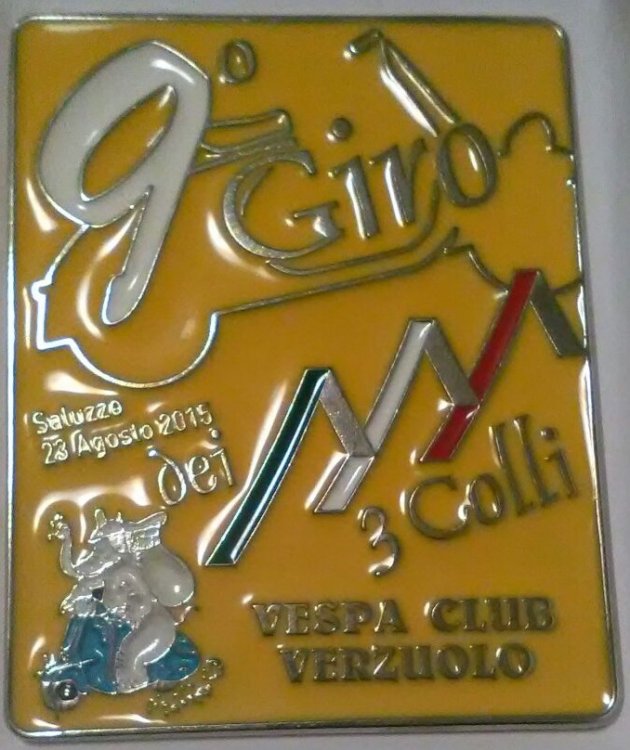 9° Giro
Saluzzo
23 Agosto 2015
dei
3 Colli
VESPA CLUB
VERZUOLO